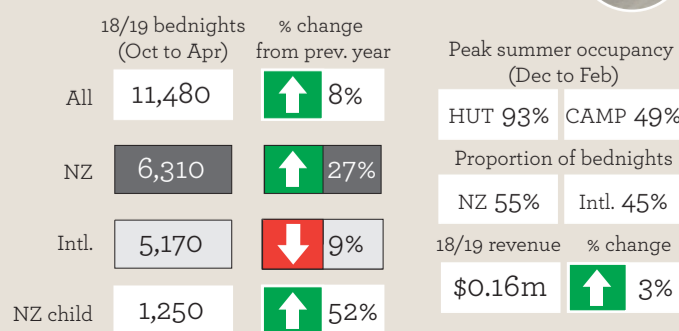 18/19 bednights
(Oct to Apr)
% change
from prev. year
All 11,480 8%
NZ 6,310 27%
Intl. 5,170 9%
NZ child 1,250 52%
Peak summer occupancy
(Dec to Feb)
HUT 93% CAMP 49%
Proportion of bednights
NZ 55% Intl. 45%
18/19 revenue % change
$0.16m 3%